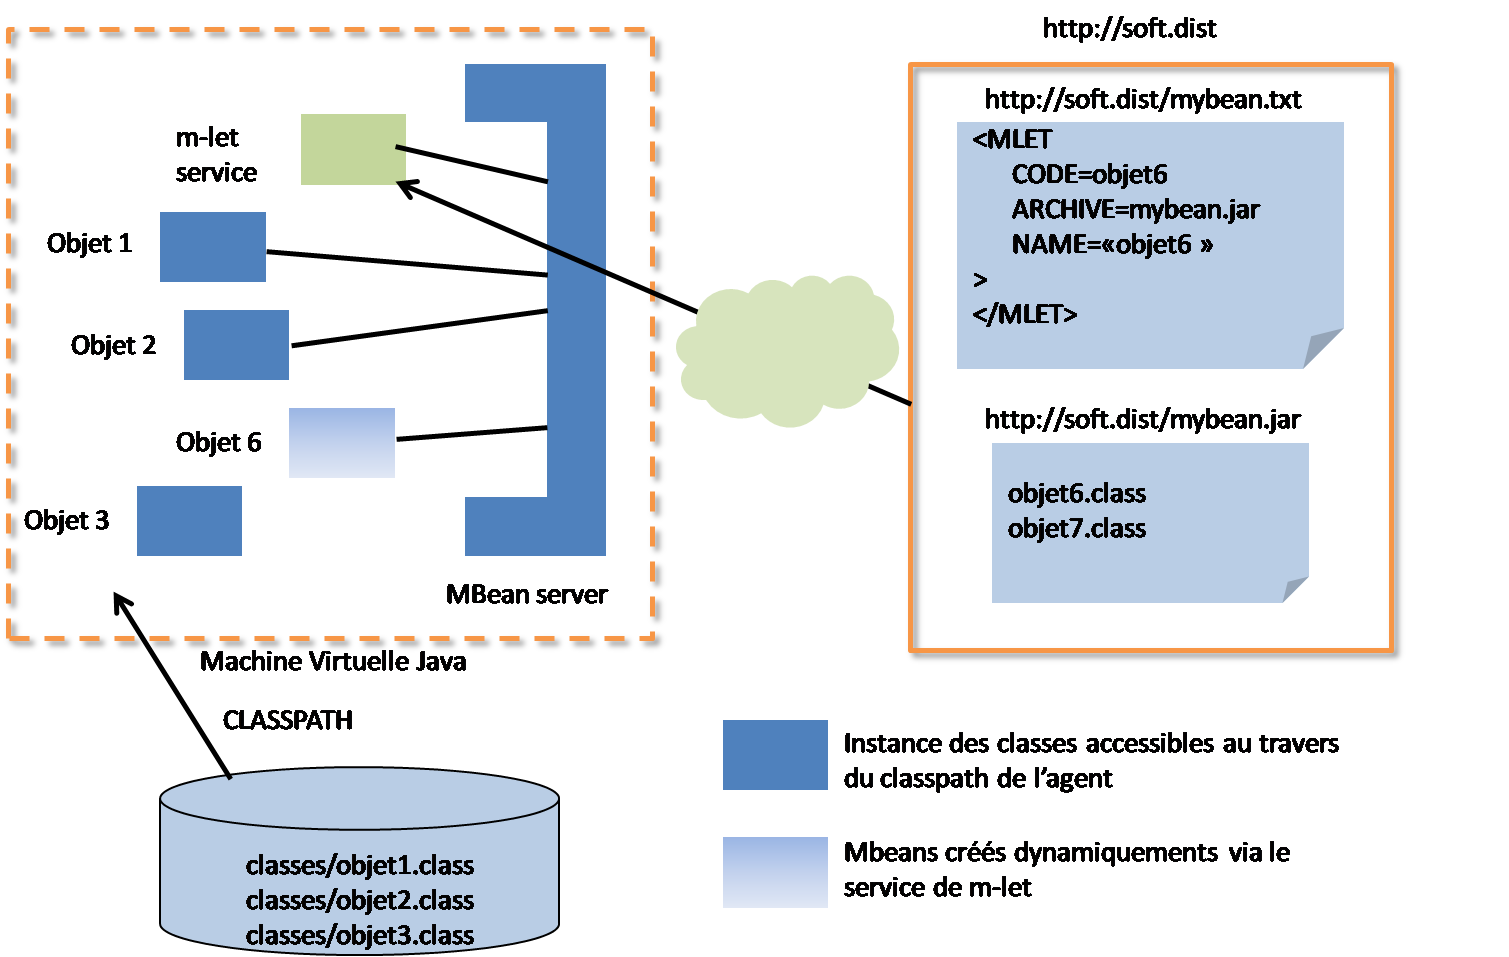 http://soft.dist
http://soft.dist/mybean.txt
<MLET
CODE=objet6
ARCHIVE=mybean.jar
NAME=«objet6 »
>
</MLET>
http://soft.dist/mybean.jar
objet6.class
objet7.class
m-let
service
Objet 1
Objet 2
Objet 6
Objet 3
MBean server
Machine Virtuelle Java
CLASSPATH
classes/objet1.class
classes/objet2.class
classes/objet3.class
Instance des classes accessibles au travers
du classpath de l’agent
Mbeans créés dynamiquements via le
service de m-let